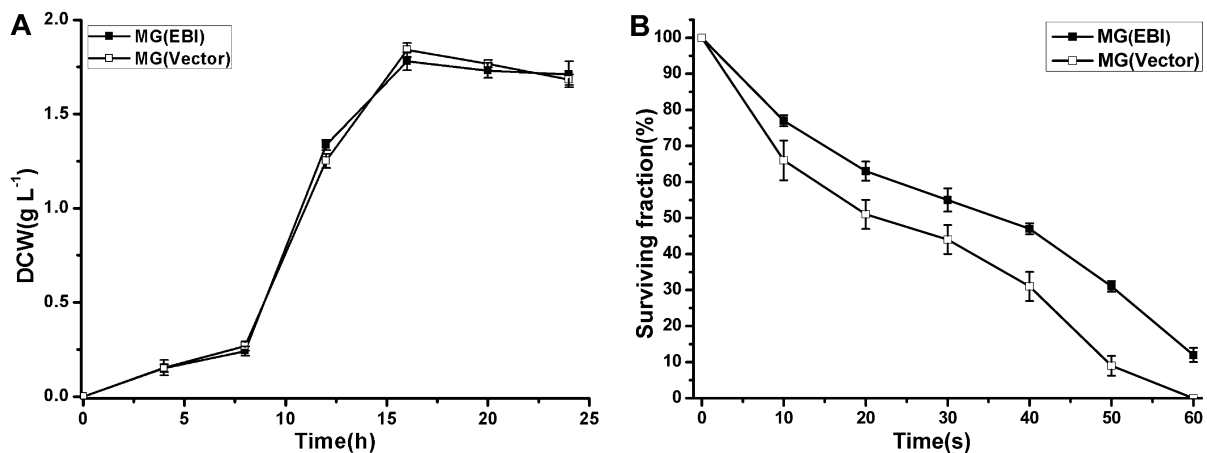 A
MG(EBI)
MG(Vector)
2.0
1.5
1.0
0.5
0.0
DCW(g L-1)
0 5 10 15 20 25
Time(h)
B
MG(EBI)
MG(Vector)
100
90
80
70
60
50
40
30
20
10
0
Surviving fraction(%)
0 10 20 30 40 50 60
Time(s)